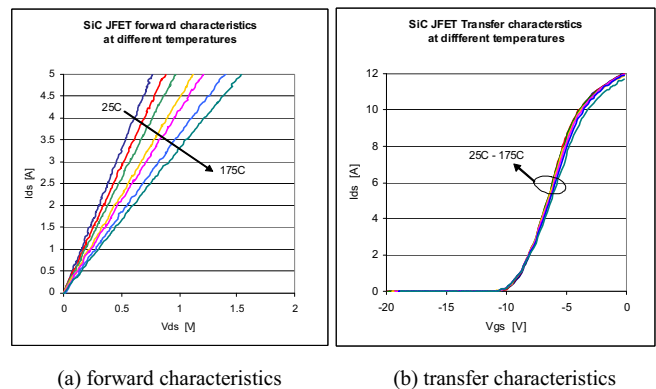 SiC JFET forward characteristics
at different temperatures
5
4.5
4
3.5
3
2.5
2
1.5
1
0.5
0
Ids [A]
25C
175C
0
0.5
1
1.5
2
Vds [V]
(a) forward characteristics
SiC JFET Transfer characterstics
at diffferent temperatures
12
10
8
6
4
2
0
Ids [A]
25C - 175C
-20
-15
-10
-5
0
Vgs [V]
(b) transfer characteristics